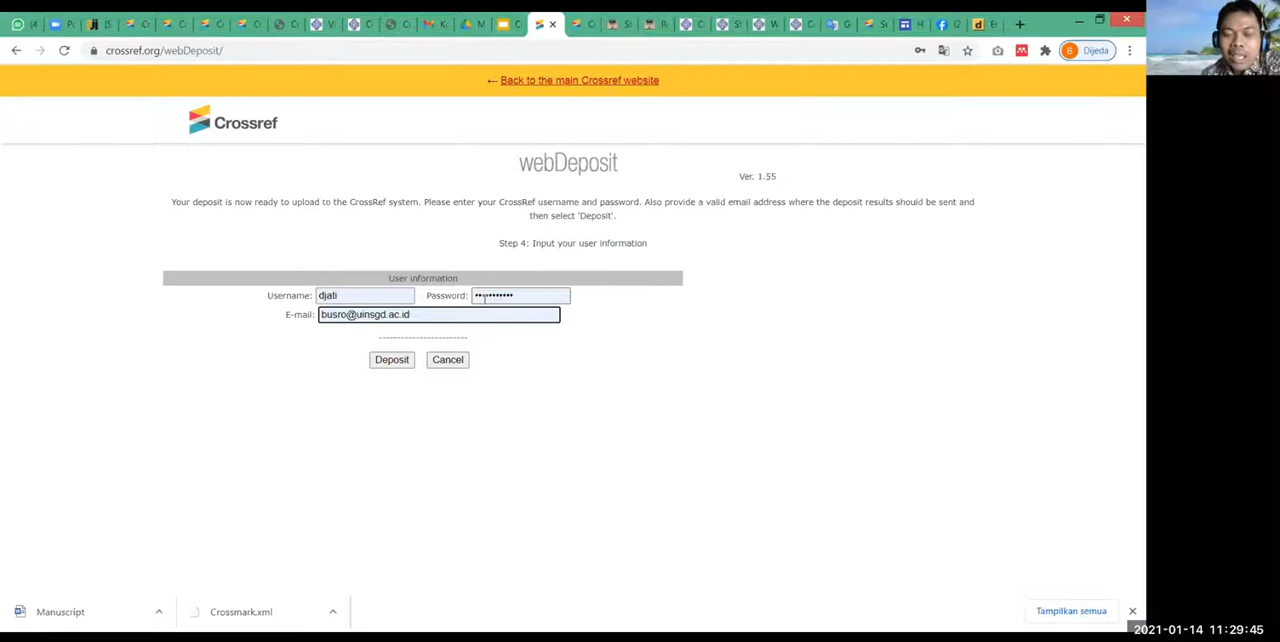 crossref.org/webDeposit/
B Dijeda
← Back to the main Crossref website
Crossref
webDeposit
Ver. 1.55
Your deposit is now ready to upload to the CrossRef system. Please enter your CrossRef username and password. Also provide a valid email address where the deposit results should be sent and
then select 'Deposit'.
Step 4: Input your user information
User information
Username: djati Password: •••••••••••
E-mail: busro@uinsgd.ac.id
------------------------
Deposit Cancel
Manuscript Crossmark.xml Tampilkan semua
2021-01-14 11:29:45